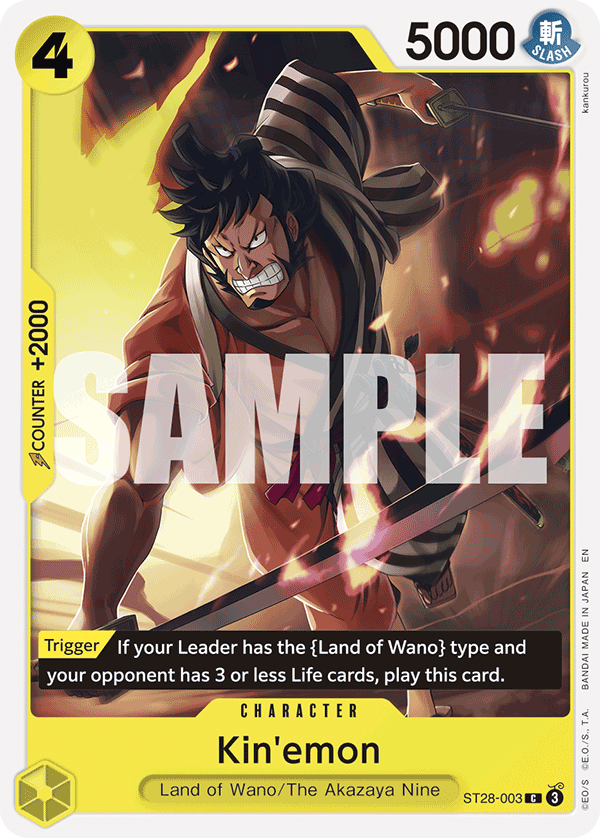 4
5000
斬
SLASH
kankurou
COUNTER +2000
SAMPLE
Trigger If your Leader has the {Land of Wano} type and
your opponent has 3 or less Life cards, play this card.
CHARACTER
Kin'emon
Land of Wano/The Akazaya Nine
ST28-003 C 3
©EO/S ©E.O./S., T.A. BANDAI MADE IN JAPAN EN